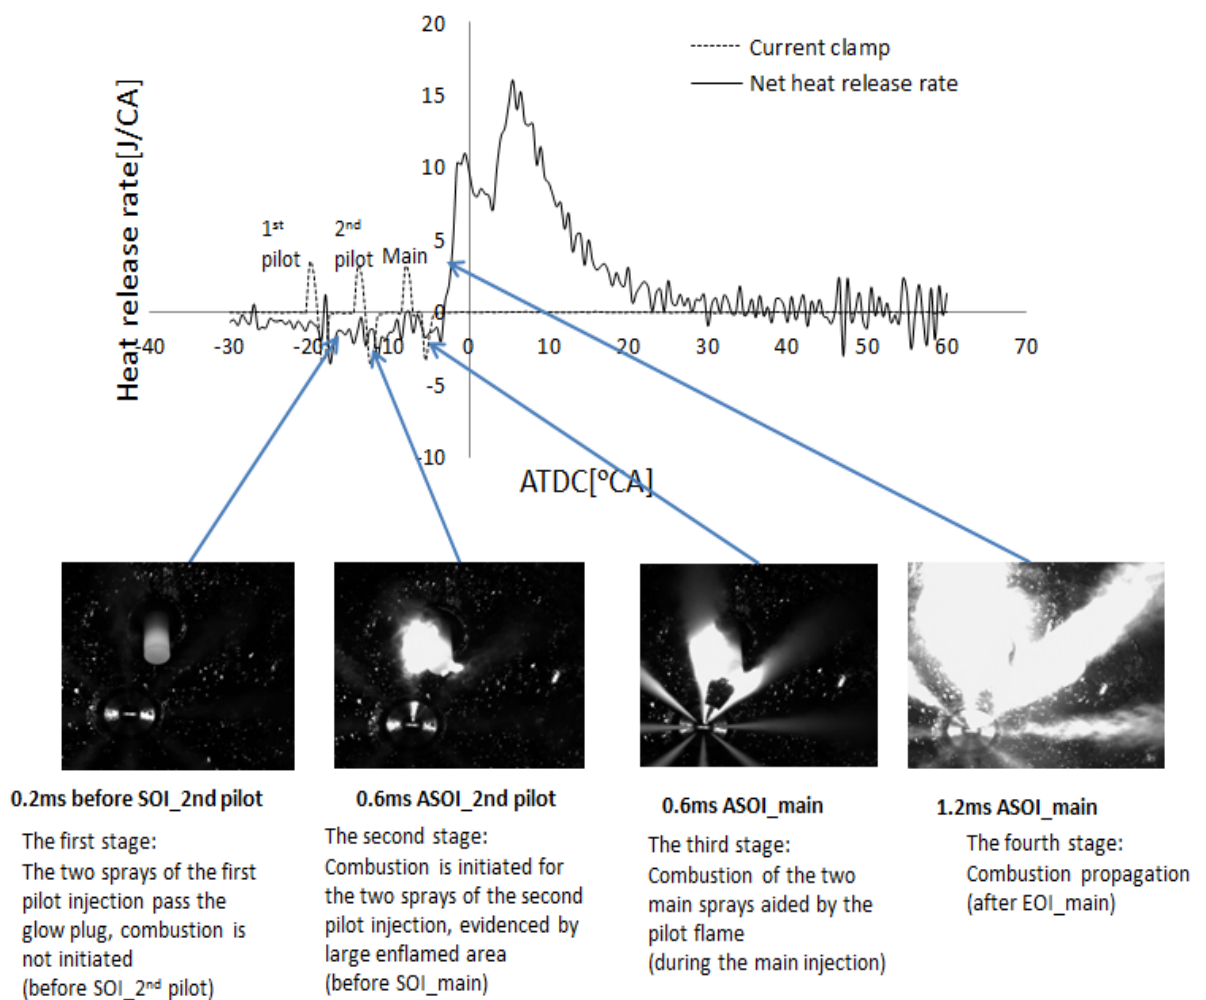 20
Current clamp
Net heat release rate
15
10
5
0
-5
-10
Heat release rate[J/CA]
1st
pilot
2nd
pilot
Main
-40
-30
-20
-10
0
10
20
30
40
50
60
70
ATDC[°CA]
0.2ms before SOI_2nd pilot
The first stage:
The two sprays of the first
pilot injection pass the
glow plug, combustion is
not initiated
(before SOI_2nd pilot)
0.6ms ASOI_2nd pilot
The second stage:
Combustion is initiated for
the two sprays of the second
pilot injection, evidenced by
large enflamed area
(before SOI_main)
0.6ms ASOI_main
The third stage:
Combustion of the two
main sprays aided by the
pilot flame
(during the main injection)
1.2ms ASOI_main
The fourth stage:
Combustion propagation
(after EOI_main)